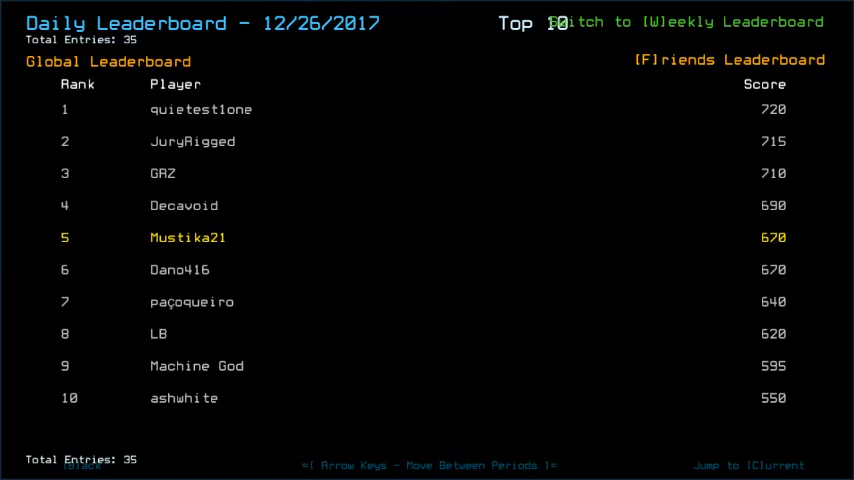 Daily Leaderboard - 12/26/2017 Top 10 Switch to [W]eekly Leaderboard
Total Entries: 35
Global Leaderboard [F]riends Leaderboard
Rank Player Score
1 quietest1one 720
2 JuryRigged 715
3 GRZ 710
4 Decavoid 690
5 Mustika21 670
6 Dano416 670
7 paçoqueiro 640
8 LB 620
9 Machine God 595
10 ashwhite 550
Total Entries: 35
[B]ack =[ Arrow Keys - Move Between Periods ]= Jump to [C]urrent